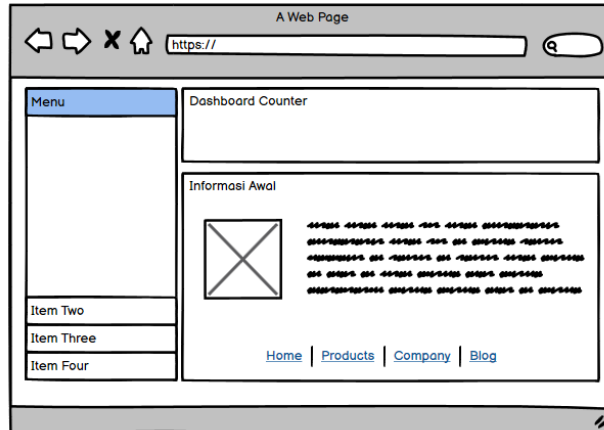 A Web Page
https://
Menu
Dashboard Counter
Informasi Awal
Item Two
Item Three
Item Four
Home Products Company Blog